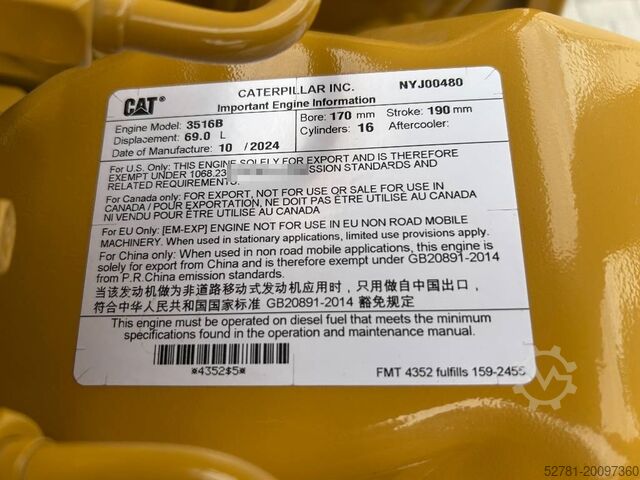 CAT
CATERPILLAR INC.
NYJ00480
Important Engine Information
Engine Model: 3516B
Displacement: 69.0 L
Date of Manufacture: 10 /2024
Bore: 170 mm Stroke: 190 mm
Cylinders: 16 Aftercooler:
For U.S. Only: THIS ENGINE SOLELY FOR EXPORT AND IS THEREFORE
EXEMPT UNDER 1068.23 SSION STANDARDS AND
RELATED REQUIREMENTS.
For Canada only: FOR EXPORT, NOT FOR USE OR SALE FOR USE IN
CANADA / POUR EXPORTATION, NE DOIT PAS ÊTRE UTILISÉ AU CANADA
NI VENDU POUR ÊTRE UTILISÉ AU CANADA
For EU Only: [EM-EXP] ENGINE NOT FOR USE IN EU NON ROAD MOBILE
MACHINERY. When used in stationary applications, limited use provisions apply.
For China only: When used in non road mobile applications, this engine is
solely for export from China and is therefore exempt under GB20891-2014
from P.R.China emission standards.
当该发动机做为非道路移动式发动机应用时，只用做自中国出口，
符合中华人民共和国国家标准 GB20891-2014 豁免规定
This engine must be operated on diesel fuel that meets the minimum
specifications found in the operation and maintenance manual.
*4352$5*
FMT 4352 fulfills 159-2455
52781-20097360